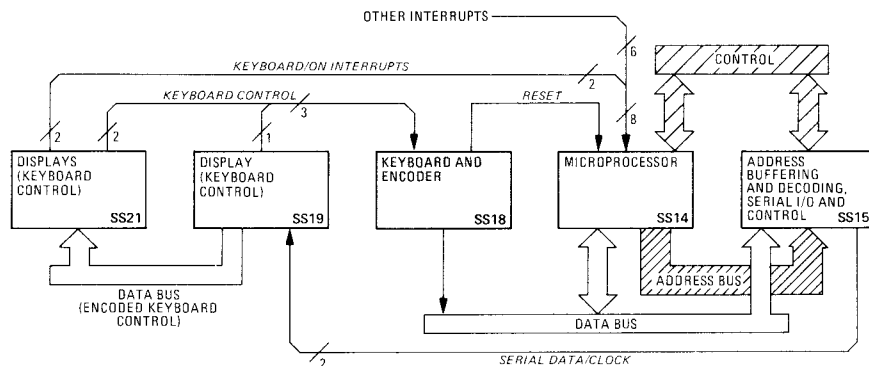 OTHER INTERRUPTS
6
CONTROL
KEYBOARD/ON INTERRUPTS
2
KEYBOARD CONTROL
3
RESET
8
2
2
1
DISPLAYS
(KEYBOARD
CONTROL)
SS21
DISPLAY
(KEYBOARD
CONTROL)
SS19
KEYBOARD AND
ENCODER
SS18
MICROPROCESSOR
SS14
ADDRESS
BUFFERING
AND DECODING,
SERIAL I/O AND
CONTROL
SS15
ADDRESS BUS
DATA BUS
(ENCODED KEYBOARD
CONTROL)
DATA BUS
2
SERIAL DATA/CLOCK